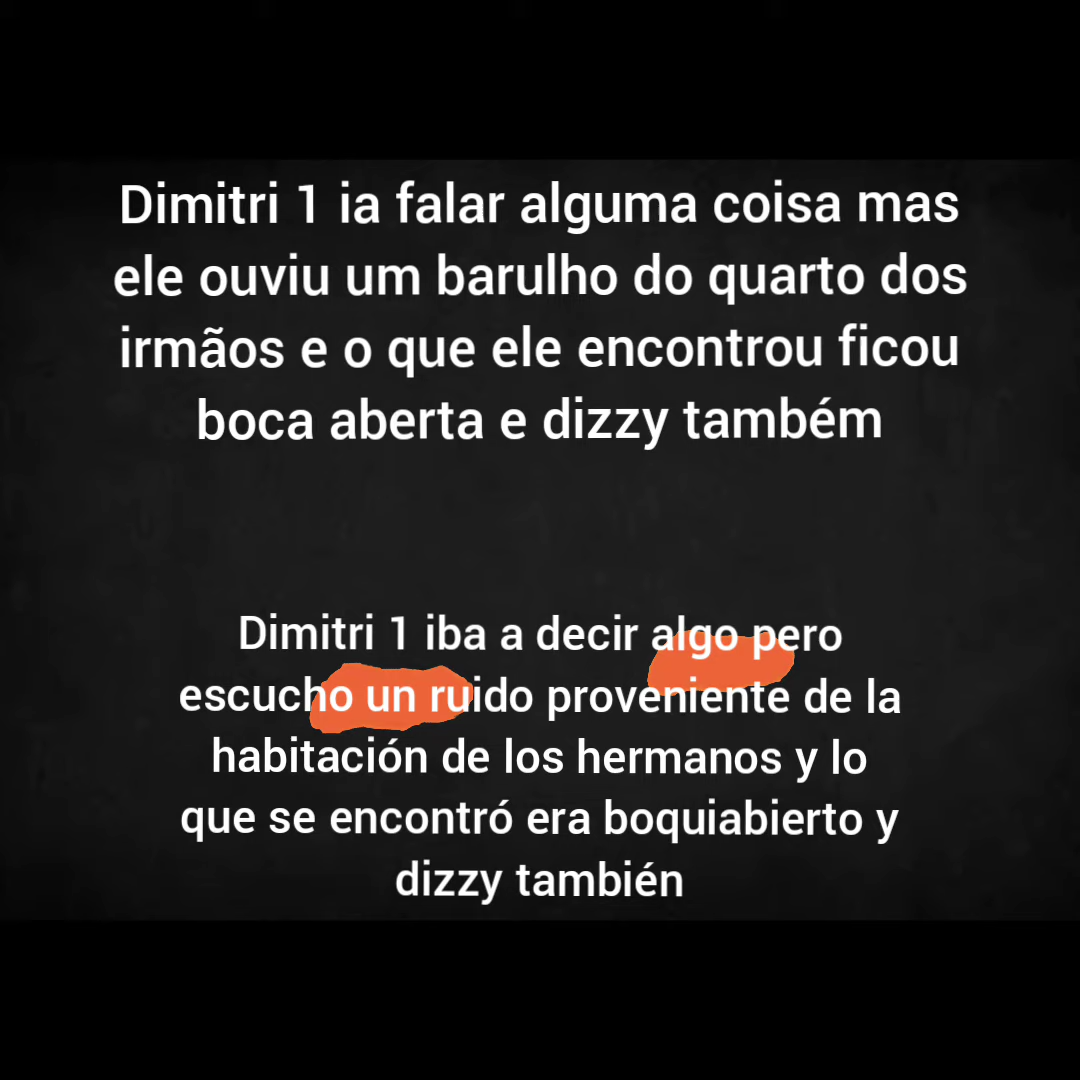 Dimitri 1 ia falar alguma coisa mas
ele ouviu um barulho do quarto dos
irmãos e o que ele encontrou ficou
boca aberta e dizzy também
Dimitri 1 iba a decir algo pero
escucho un ruido proveniente de la
habitación de los hermanos y lo
que se encontró era boquiabierto y
dizzy también